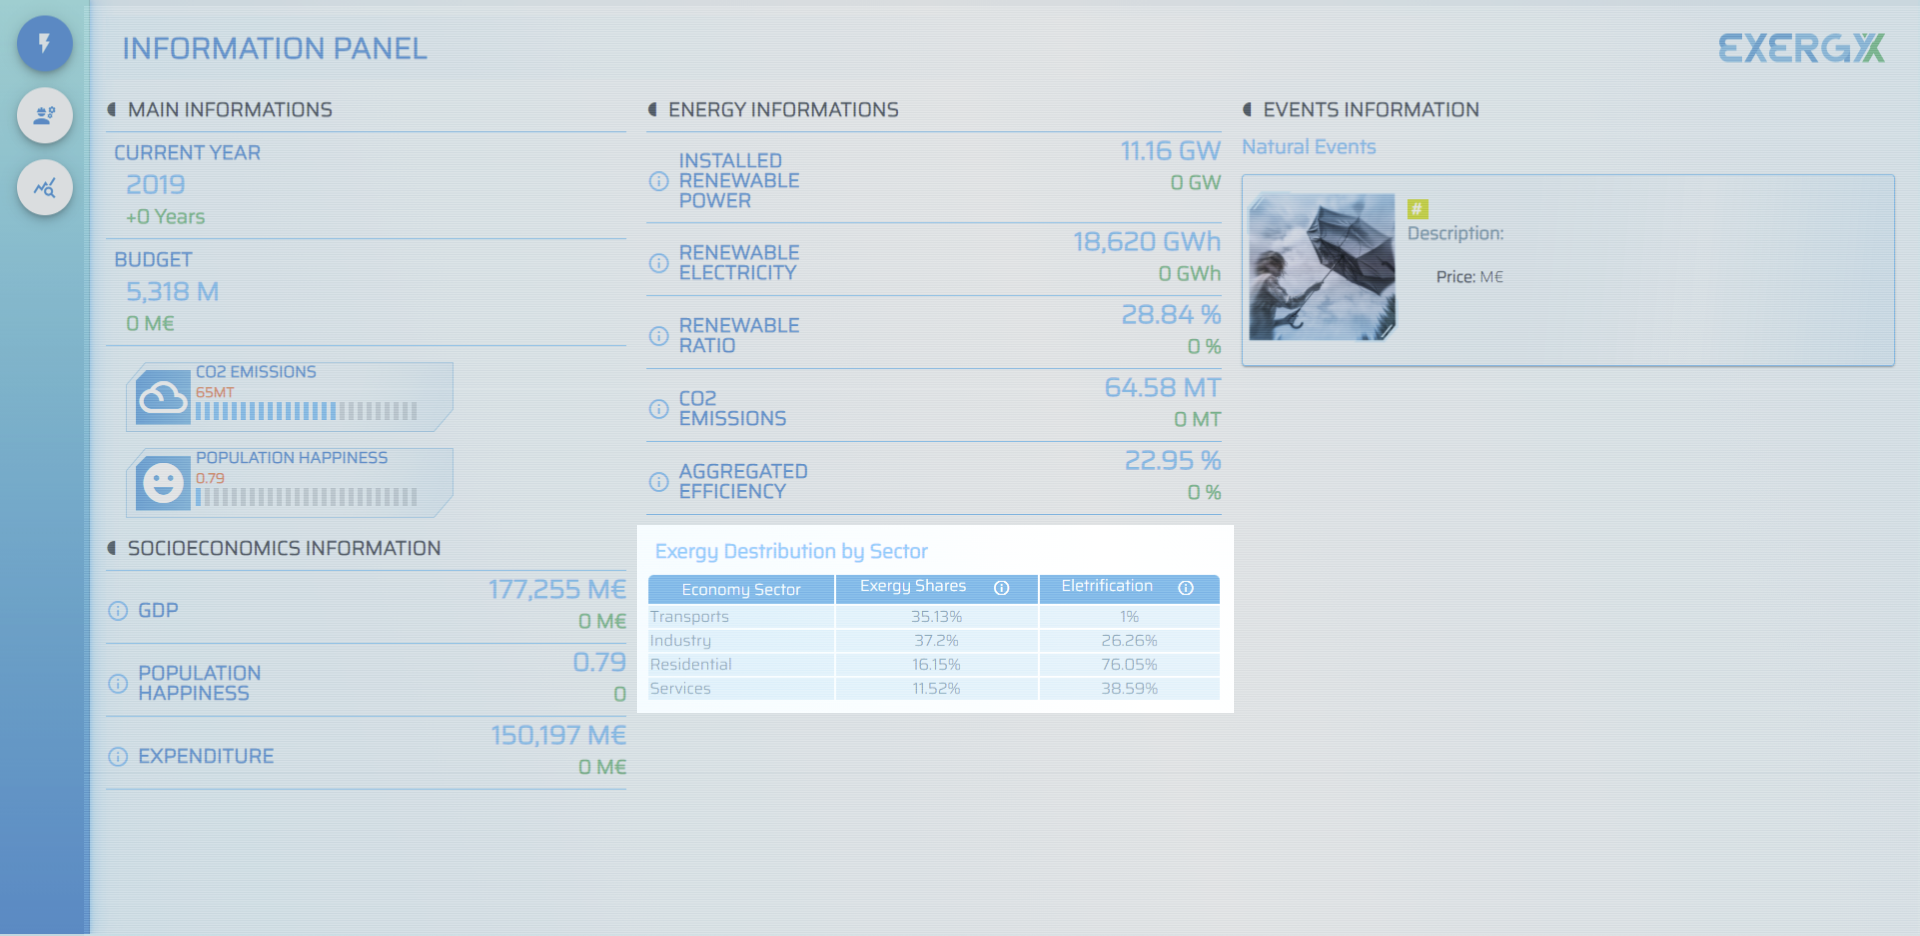 INFORMATION PANEL
EXERGYX
MAIN INFORMATIONS
CURRENT YEAR
2019
+0 Years
BUDGET
5,318 M
0 M€
CO2 EMISSIONS
65MT
POPULATION HAPPINESS
0.79
SOCIOECONOMICS INFORMATION
177,255 M€
GDP
0 M€
0.79
POPULATION
HAPPINESS
0
150,197 M€
EXPENDITURE
0 M€
ENERGY INFORMATIONS
11.16 GW
INSTALLED
RENEWABLE
POWER
0 GW
18,620 GWh
RENEWABLE
ELECTRICITY
0 GWh
28.84 %
RENEWABLE
RATIO
0 %
64.58 MT
CO2
EMISSIONS
0 MT
22.95 %
AGGREGATED
EFFICIENCY
0 %
Exergy Destribution by Sector
Economy Sector Exergy Shares Eletrification
Transports 35.13% 1%
Industry 37.2% 26.26%
Residential 16.15% 76.05%
Services 11.52% 38.59%
EVENTS INFORMATION
Natural Events
#
Description:
Price: M€